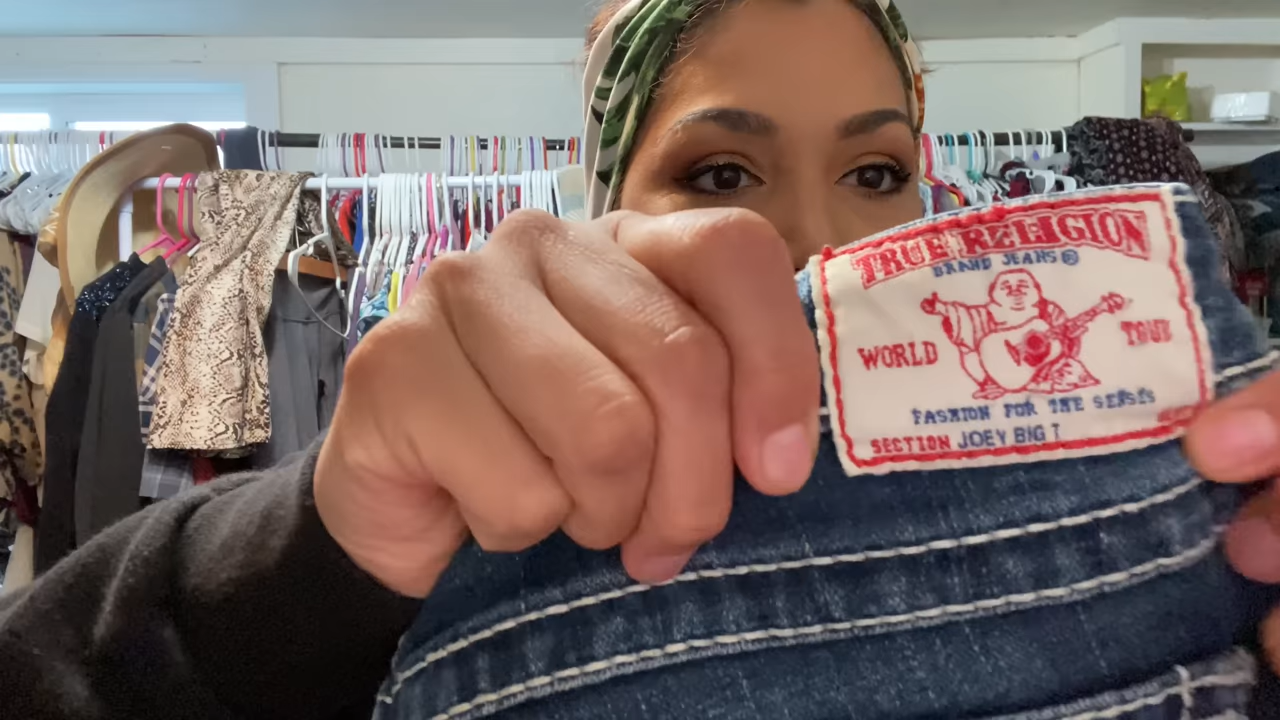 TRUE RELIGION
BRAND JEANS®
WORLD TOUR
FASHION FOR THE SENSES
SECTION JOEY BIG T